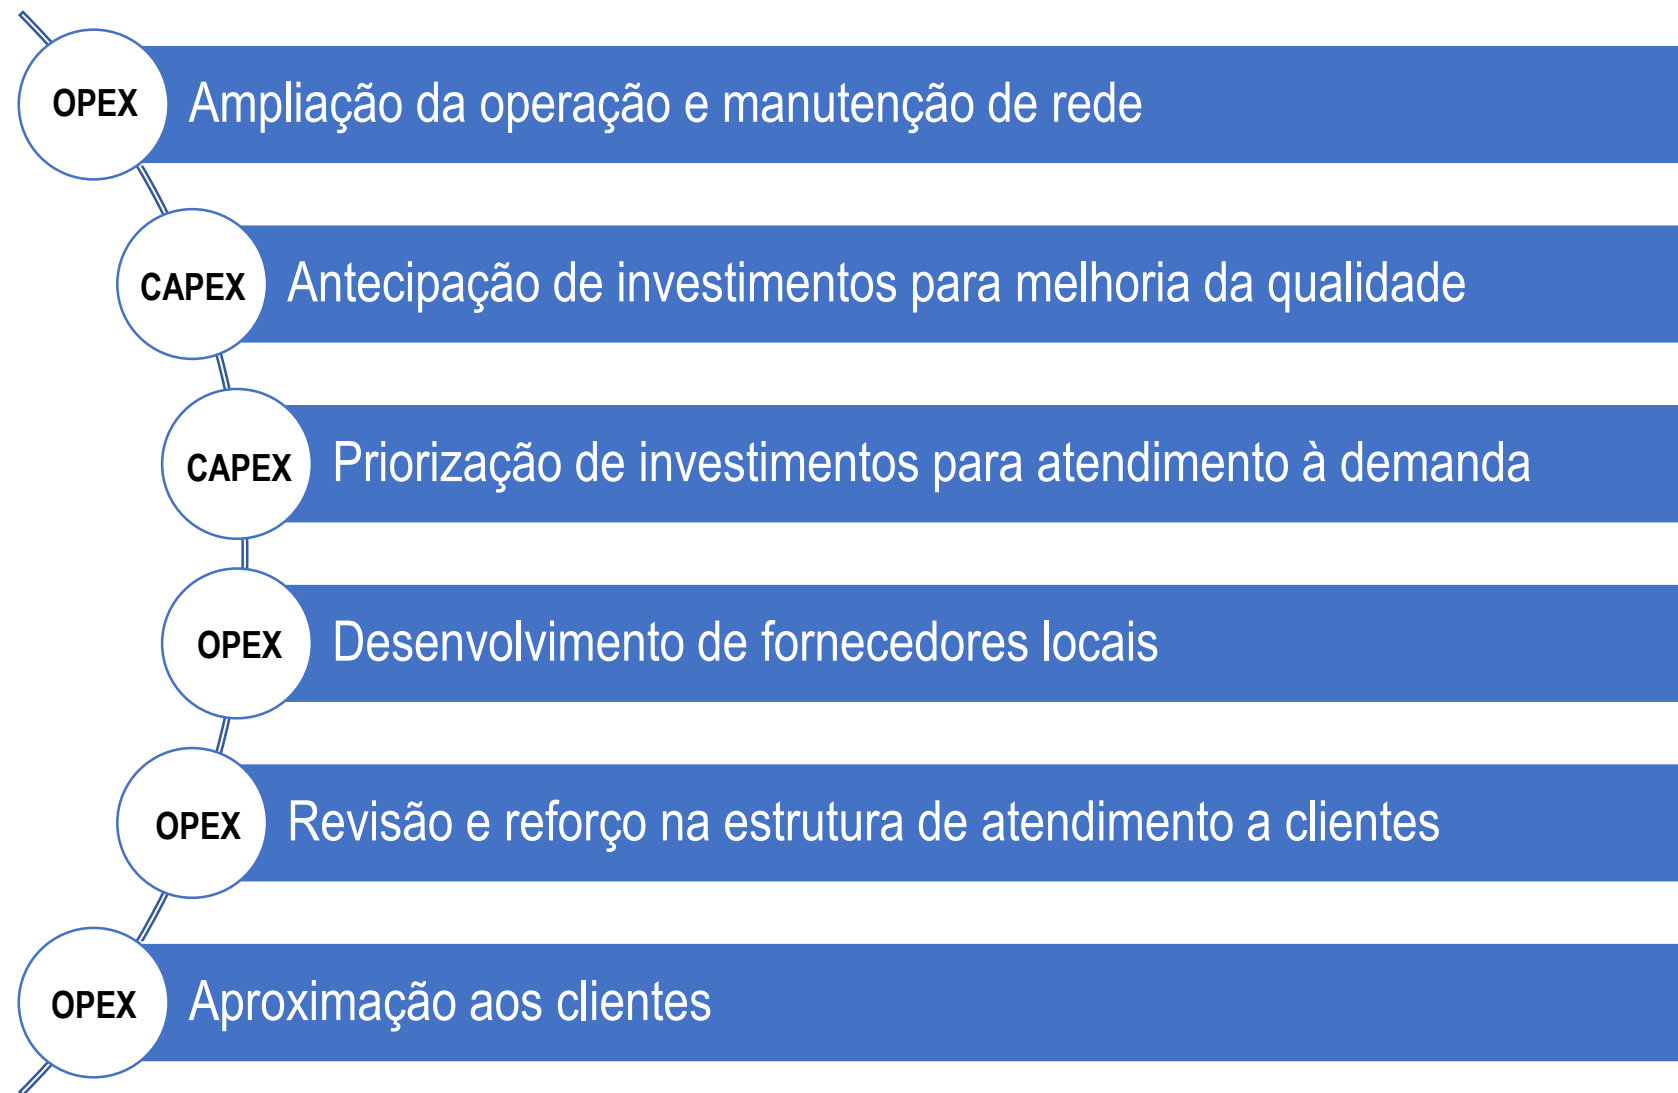 OPEX Ampliação da operação e manutenção de rede
CAPEX Antecipação de investimentos para melhoria da qualidade
CAPEX Priorização de investimentos para atendimento à demanda
OPEX Desenvolvimento de fornecedores locais
OPEX Revisão e reforço na estrutura de atendimento a clientes
OPEX Aproximação aos clientes